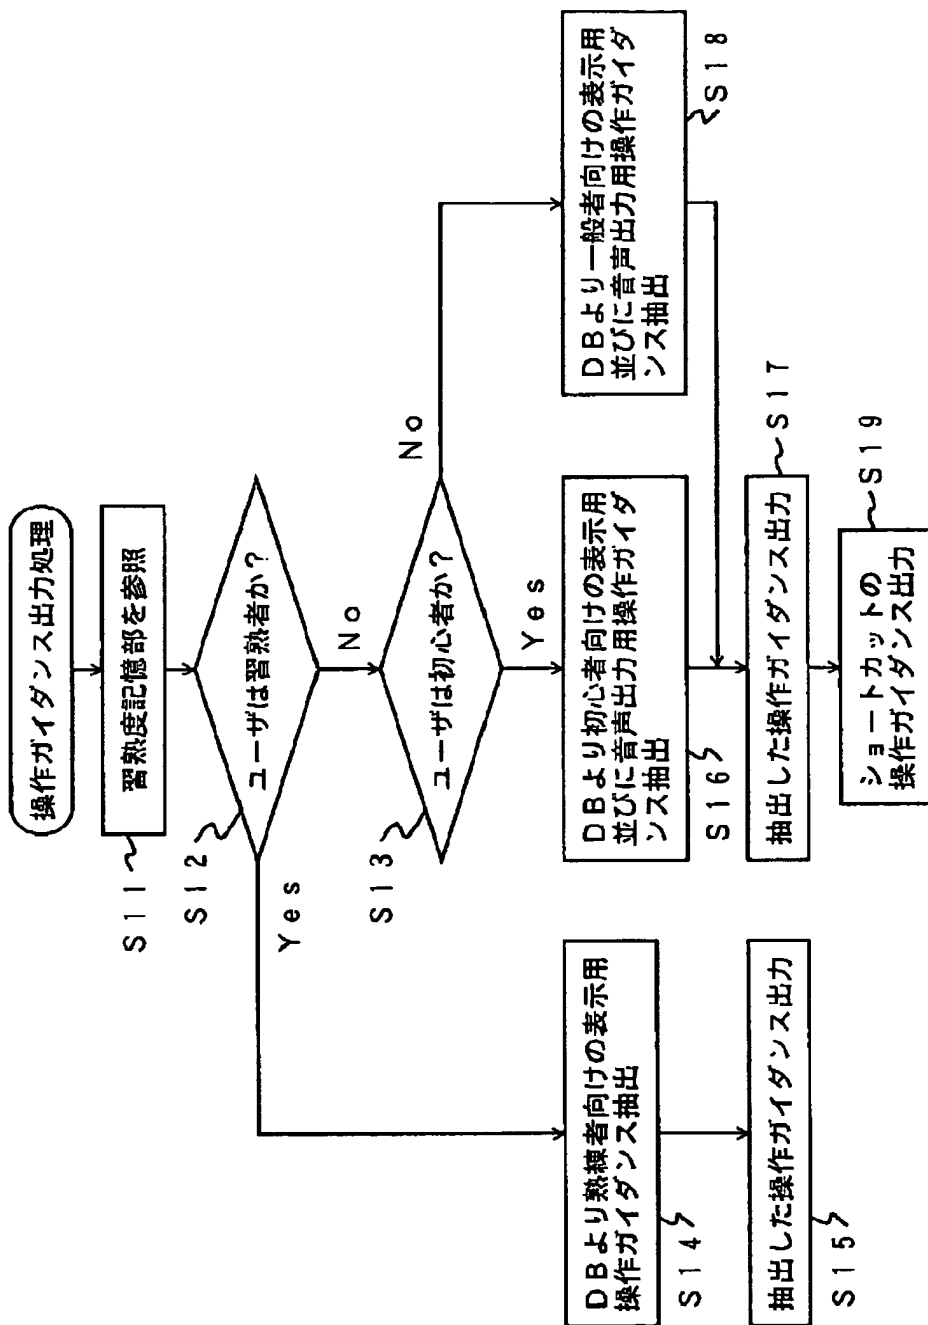 操作ガイダンス出力処理
習熟度記憶部を参照
S11
ユーザは習熟者か？
S12
Yes
No
ユーザは初心者か？
S13
No
Yes
DBより熟練者向けの表示用
操作ガイダンス抽出
S14
DBより初心者向けの表示用
並びに音声出力用操作ガイダ
ンス抽出
S16
DBより一般者向けの表示用
並びに音声出力用操作ガイダ
ンス抽出
S18
抽出した操作ガイダンス出力
S15
抽出した操作ガイダンス出力
S17
ショートカットの
操作ガイダンス出力
S19